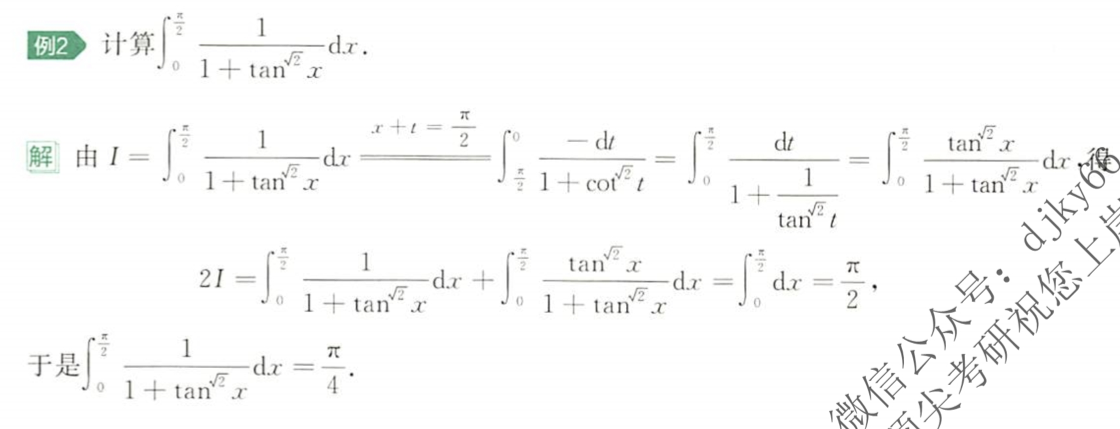 例2 计算∫₀^{π/2} 1/(1+tan^{√2} x) dx.
解 由 I = ∫₀^{π/2} 1/(1+tan^{√2} x) dx \xlongequal{x+t=π/2} ∫_{π/2}^0 -dt/(1+cot^{√2} t) = ∫₀^{π/2} dt/(1+1/(tan^{√2} t)) = ∫₀^{π/2} tan^{√2} x/(1+tan^{√2} x) dx,得
2I = ∫₀^{π/2} 1/(1+tan^{√2} x) dx + ∫₀^{π/2} tan^{√2} x/(1+tan^{√2} x) dx = ∫₀^{π/2} dx = π/2,
于是∫₀^{π/2} 1/(1+tan^{√2} x) dx = π/4.
微信公众号: djky66
顶尖考研祝您上岸